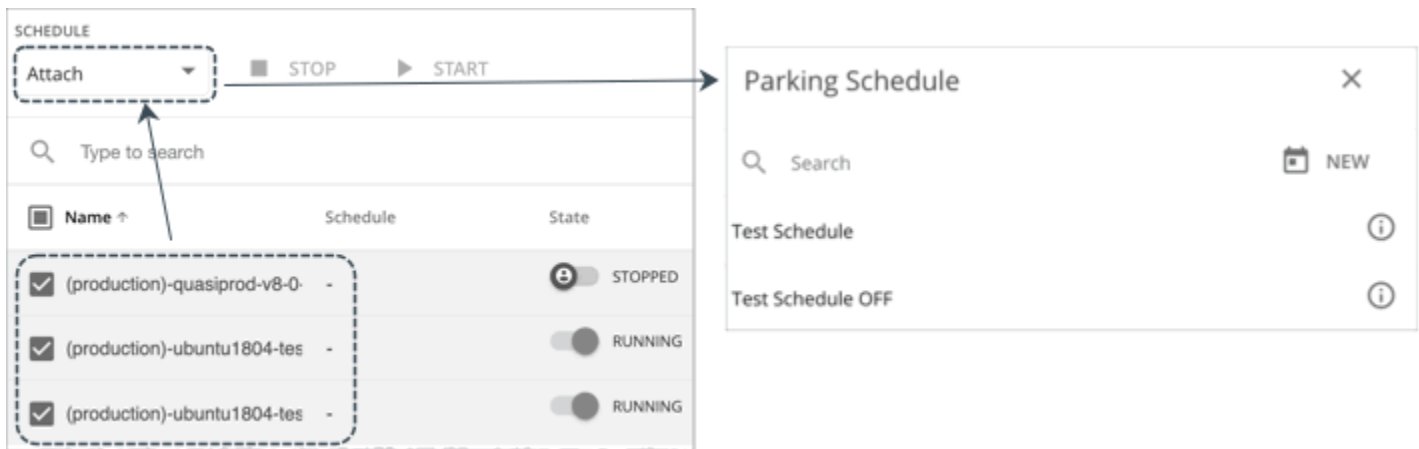 SCHEDULE
Attach
STOP
START
Type to search
Name ↑
Schedule
State
(production)-quasiprod-v8-0-
-
STOPPED
(production)-ubuntu1804-tes
-
RUNNING
(production)-ubuntu1804-tes
-
RUNNING
Parking Schedule
Search
NEW
Test Schedule
Test Schedule OFF